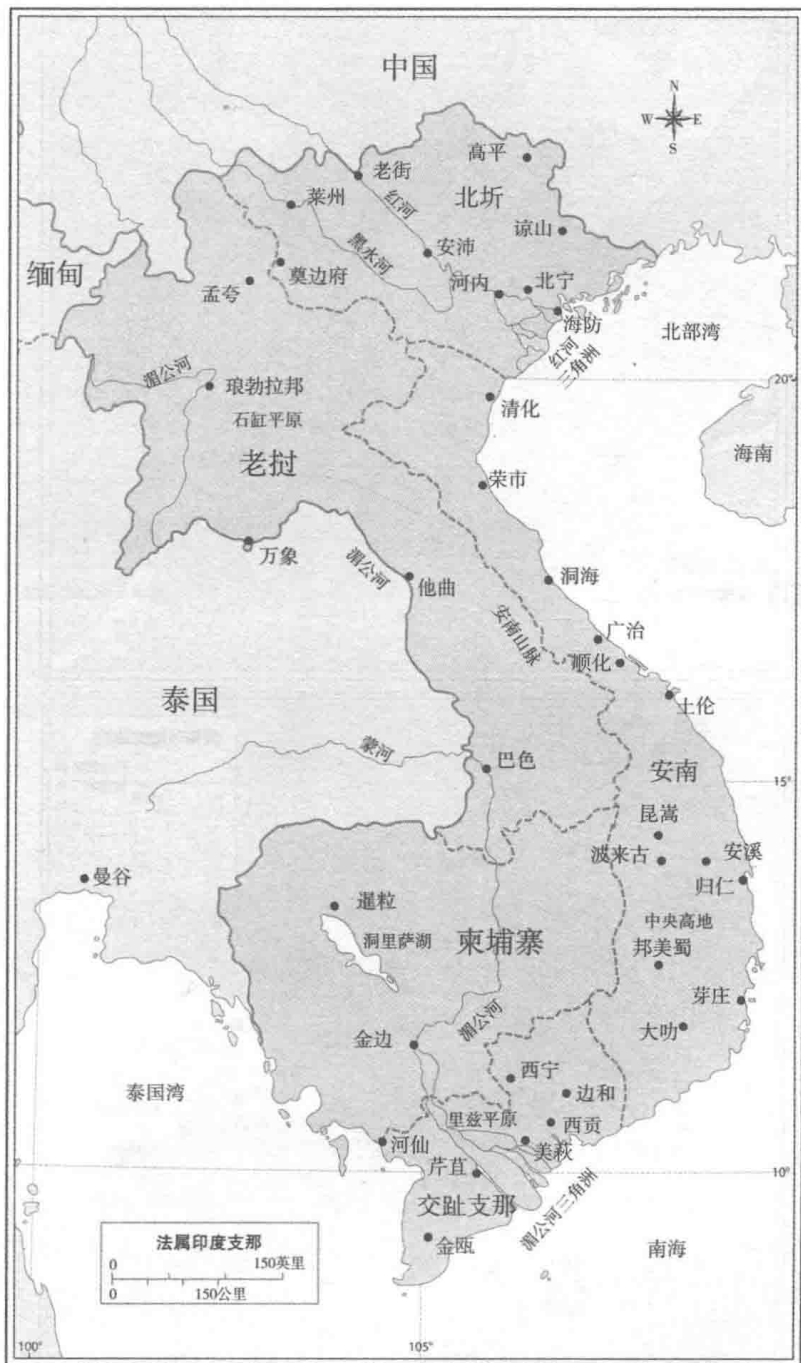 中国
N
W E
S
高平
老街
北圻
莱州
红河
谅山
黑水河
安沛
缅甸
奠边府
河内
北宁
孟夸
海防
北部湾
红河
三角洲
湄公河
20°
琅勃拉邦
清化
石缸平原
海南
老挝
荣市
万象
湄公河
他曲
洞海
安南山脉
广治
顺化
泰国
土伦
蒙河
巴色
安南
15°
昆嵩
波来古
安溪
曼谷
归仁
暹粒
中央高地
洞里萨湖
柬埔寨
邦美蜀
芽庄
湄公河
大叻
金边
西宁
泰国湾
边和
里兹平原
西贡
河仙
美萩
芹苴
10°
交趾支那
湄公河三角洲
金瓯
南海
法属印度支那
0 150英里
0 150公里
100°
105°